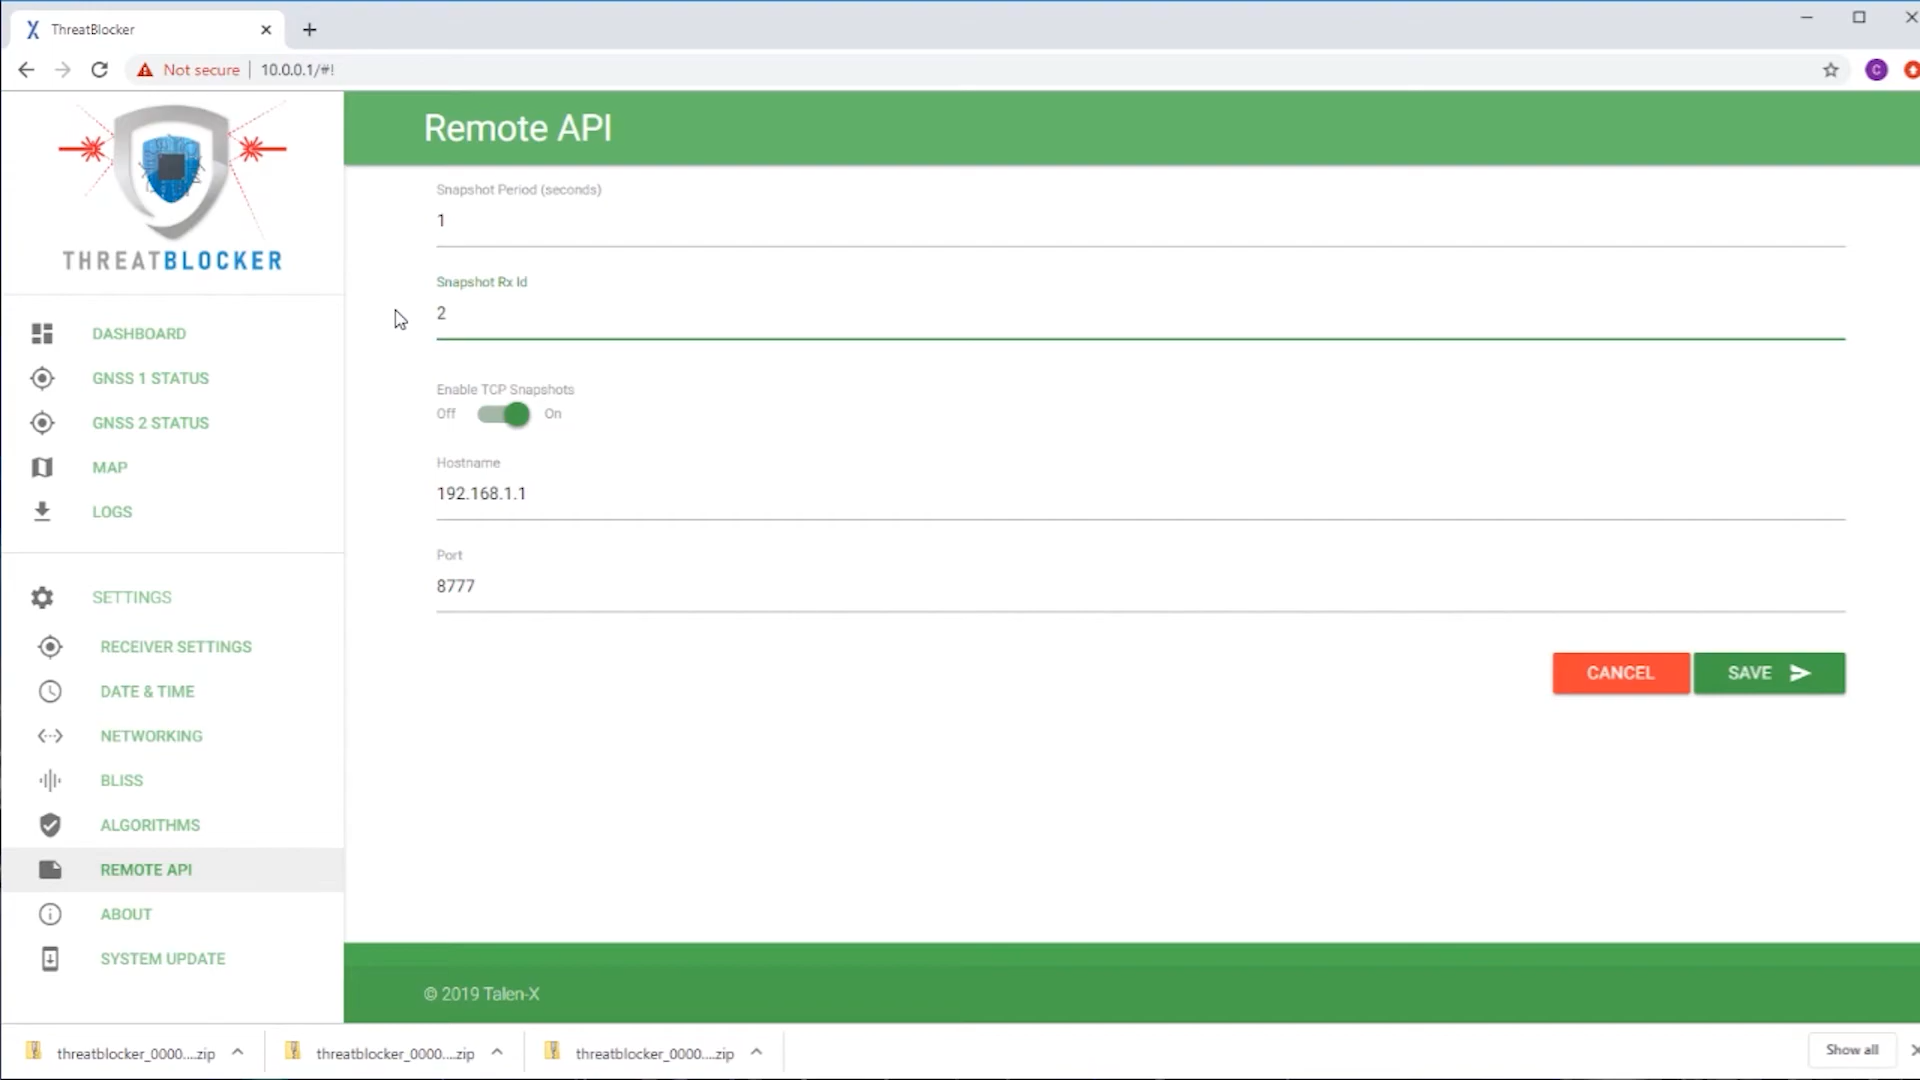 ThreatBlocker
Not secure
10.0.0.1/#!
C
THREATBLOCKER
DASHBOARD
GNSS 1 STATUS
GNSS 2 STATUS
MAP
LOGS
SETTINGS
RECEIVER SETTINGS
DATE & TIME
NETWORKING
BLISS
ALGORITHMS
REMOTE API
ABOUT
SYSTEM UPDATE
Remote API
Snapshot Period (seconds)
1
Snapshot Rx Id
2
Enable TCP Snapshots
Off On
Hostname
192.168.1.1
Port
8777
CANCEL
SAVE
© 2019 Talen-X
threatblocker_0000....zip
threatblocker_0000....zip
threatblocker_0000....zip
Show all